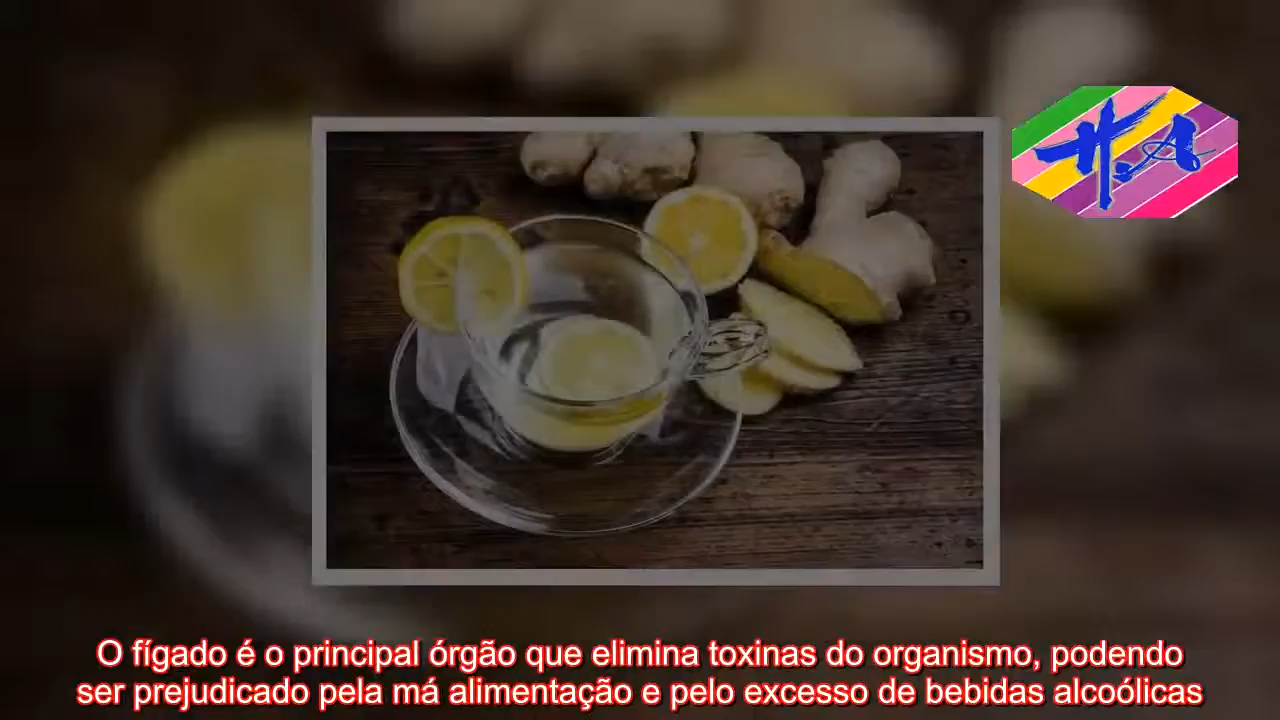 H.A
O fígado é o principal órgão que elimina toxinas do organismo, podendo
ser prejudicado pela má alimentação e pelo excesso de bebidas alcoólicas